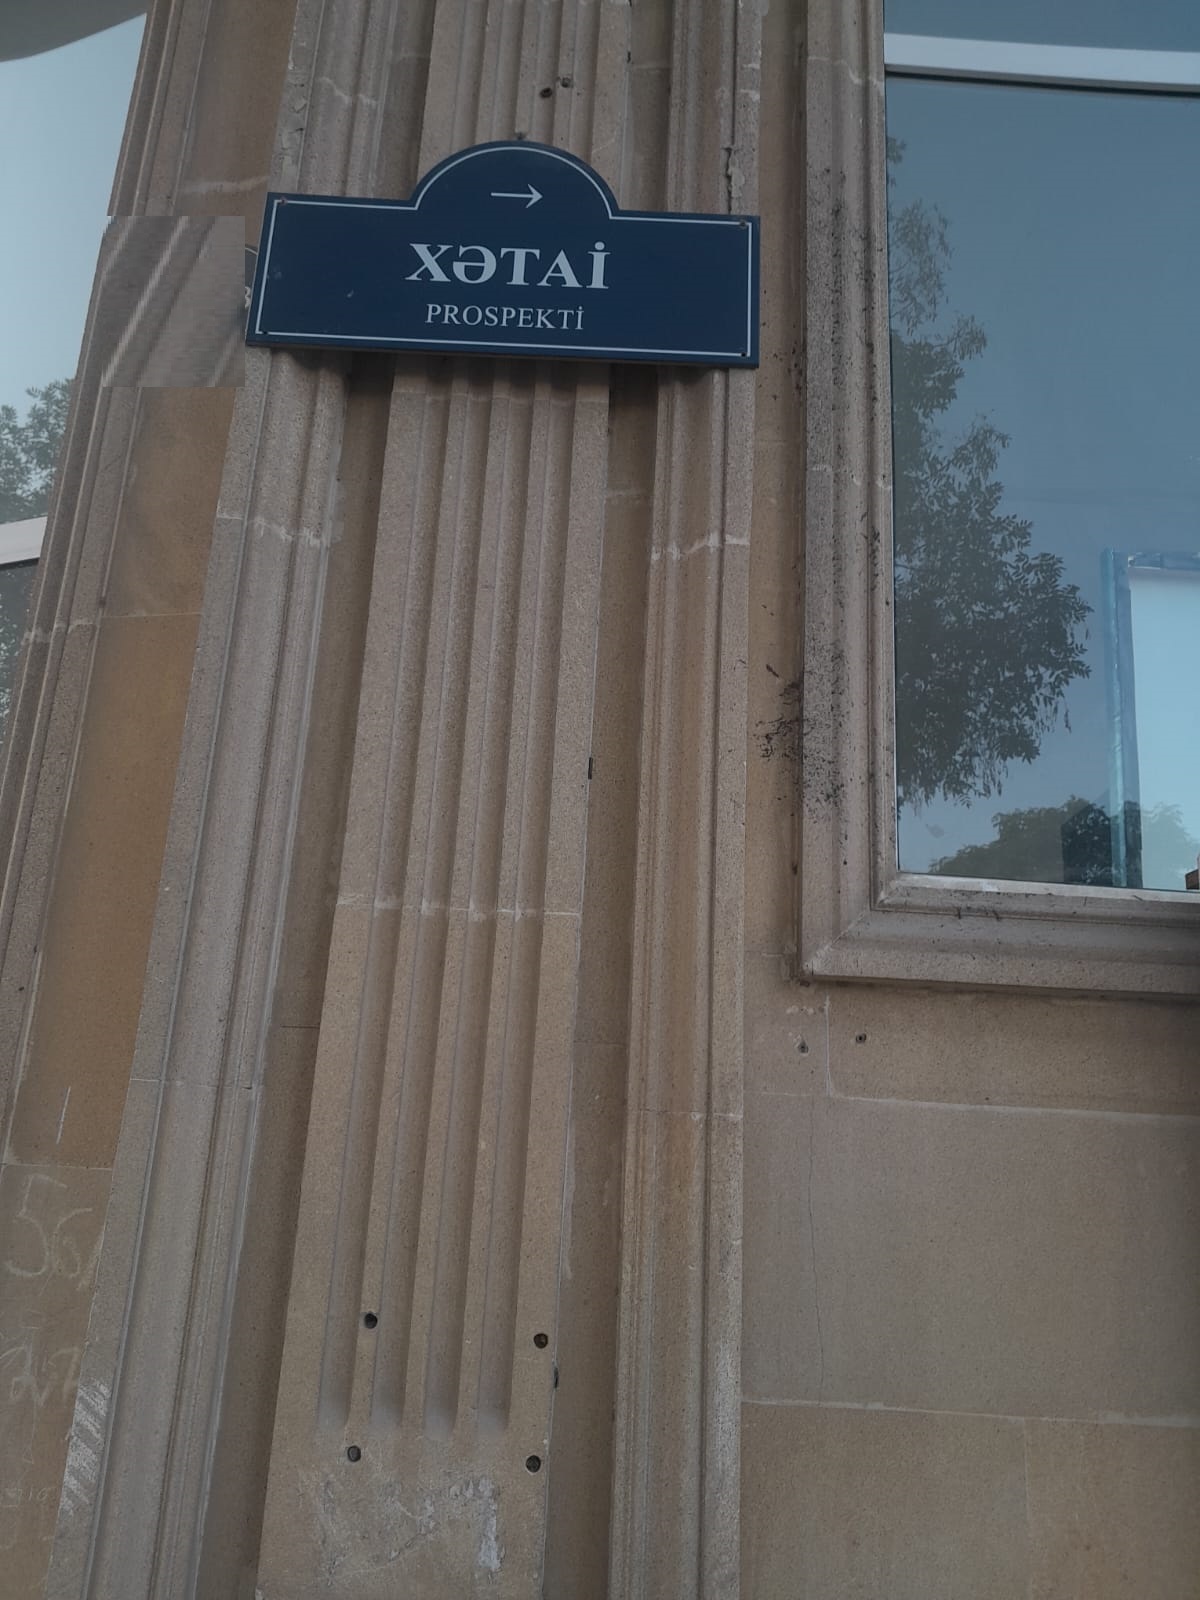 →
XƏTAİ
PROSPEKTİ